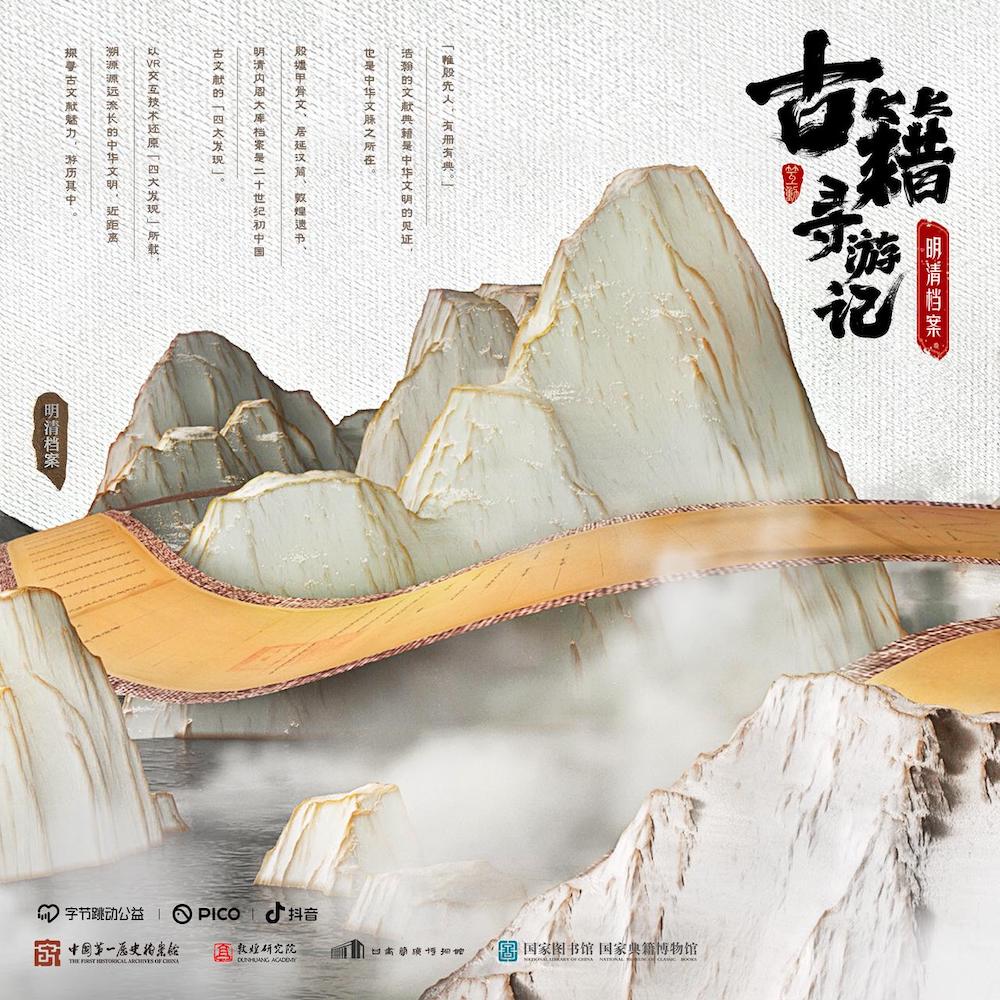 古籍
寻游记
明清档案
「惟殷先人，有册有典。」
浩瀚的文献典籍是中华文明的见证，
也是中华文脉之所在。
殷墟甲骨文、居延汉简、敦煌遗书、
明清内阁大库档案是二十世纪初中国
古文献的「四大发现」。
以VR交互技术还原「四大发现」所载，
溯源源远流长的中华文明，近距离
探寻古文献魅力，游历其中。
明清档案
字节跳动公益
PICO
抖音
中国第一历史档案馆
THE FIRST HISTORICAL ARCHIVES OF CHINA
敦煌研究院
DUNHUANG ACADEMY
甘肃简牍博物馆
国家图书馆 国家典籍博物馆
NATIONAL LIBRARY OF CHINA NATIONAL MUSEUM OF CLASSIC BOOKS